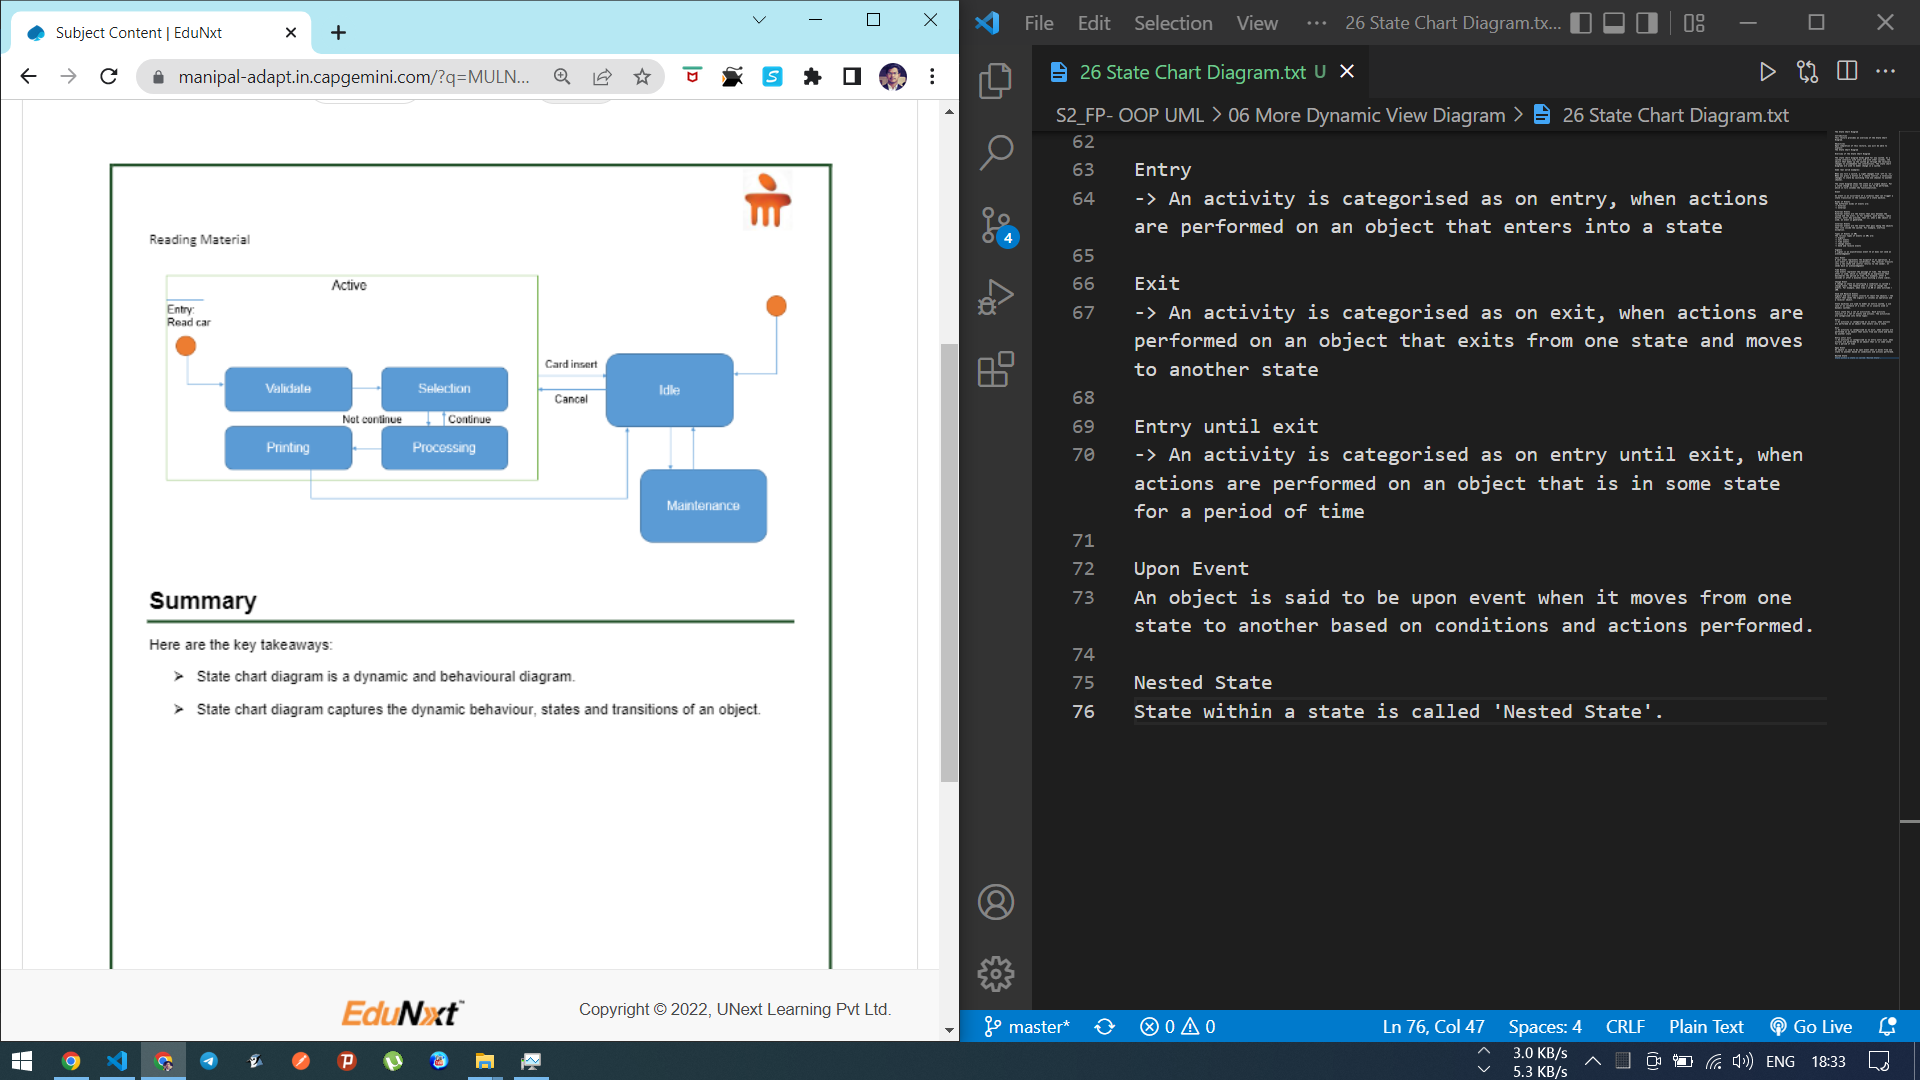 Subject Content | EduNxt
manipal-adapt.in.capgemini.com/?q=MULN...
Reading Material
Active
Entry:
Read car
Validate
Selection
Card insert
Cancel
Idle
Not continue
Continue
Printing
Processing
Maintenance
Summary
Here are the key takeaways:
➤ State chart diagram is a dynamic and behavioural diagram.
➤ State chart diagram captures the dynamic behaviour, states and transitions of an object.
EduNxt™
Copyright © 2022, UNext Learning Pvt Ltd.
File Edit Selection View ··· 26 State Chart Diagram.tx...
26 State Chart Diagram.txt U
S2_FP- OOP UML > 06 More Dynamic View Diagram > 26 State Chart Diagram.txt
4
62
63 Entry
64 -> An activity is categorised as on entry, when actions
are performed on an object that enters into a state
65
66 Exit
67 -> An activity is categorised as on exit, when actions are
performed on an object that exits from one state and moves
to another state
68
69 Entry until exit
70 -> An activity is categorised as on entry until exit, when
actions are performed on an object that is in some state
for a period of time
71
72 Upon Event
73 An object is said to be upon event when it moves from one
state to another based on conditions and actions performed.
74
75 Nested State
76 State within a state is called 'Nested State'.
master* 0 0 Ln 76, Col 47 Spaces: 4 CRLF Plain Text Go Live
3.0 KB/s
5.3 KB/s
ENG 18:33